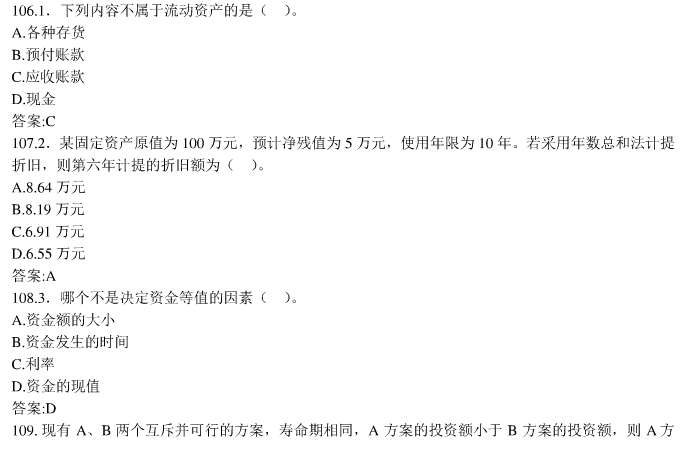 106.1．下列内容不属于流动资产的是（ ）。
A.各种存货
B.预付账款
C.应收账款
D.现金
答案:C
107.2．某固定资产原值为 100 万元，预计净残值为 5 万元，使用年限为 10 年。若采用年数总和法计提
折旧，则第六年计提的折旧额为（ ）。
A.8.64 万元
B.8.19 万元
C.6.91 万元
D.6.55 万元
答案:A
108.3．哪个不是决定资金等值的因素（ ）。
A.资金额的大小
B.资金发生的时间
C.利率
D.资金的现值
答案:D
109. 现有 A、B 两个互斥并可行的方案，寿命期相同，A 方案的投资额小于 B 方案的投资额，则 A 方